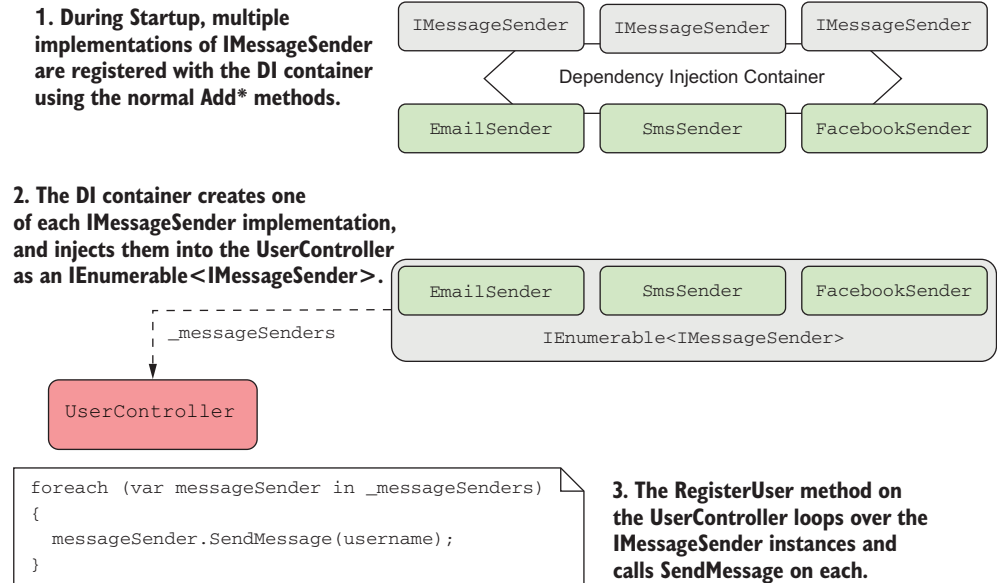 1. During Startup, multiple
implementations of IMessageSender
are registered with the DI container
using the normal Add* methods.
IMessageSender IMessageSender IMessageSender
Dependency Injection Container
EmailSender SmsSender FacebookSender
2. The DI container creates one
of each IMessageSender implementation,
and injects them into the UserController
as an IEnumerable<IMessageSender>.
EmailSender SmsSender FacebookSender
IEnumerable<IMessageSender>
_messageSenders
UserController
foreach (var messageSender in _messageSenders)
{
messageSender.SendMessage(username);
}
3. The RegisterUser method on
the UserController loops over the
IMessageSender instances and
calls SendMessage on each.